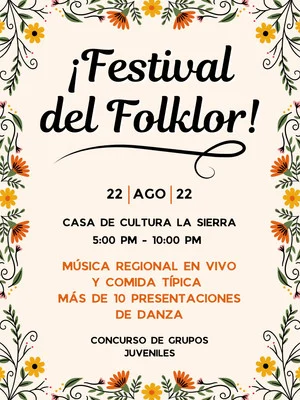 ¡Festival
del Folklor!
22 | AGO | 22
CASA DE CULTURA LA SIERRA
5:00 PM - 10:00 PM
MÚSICA REGIONAL EN VIVO
Y COMIDA TÍPICA
MÁS DE 10 PRESENTACIONES
DE DANZA
CONCURSO DE GRUPOS
JUVENILES